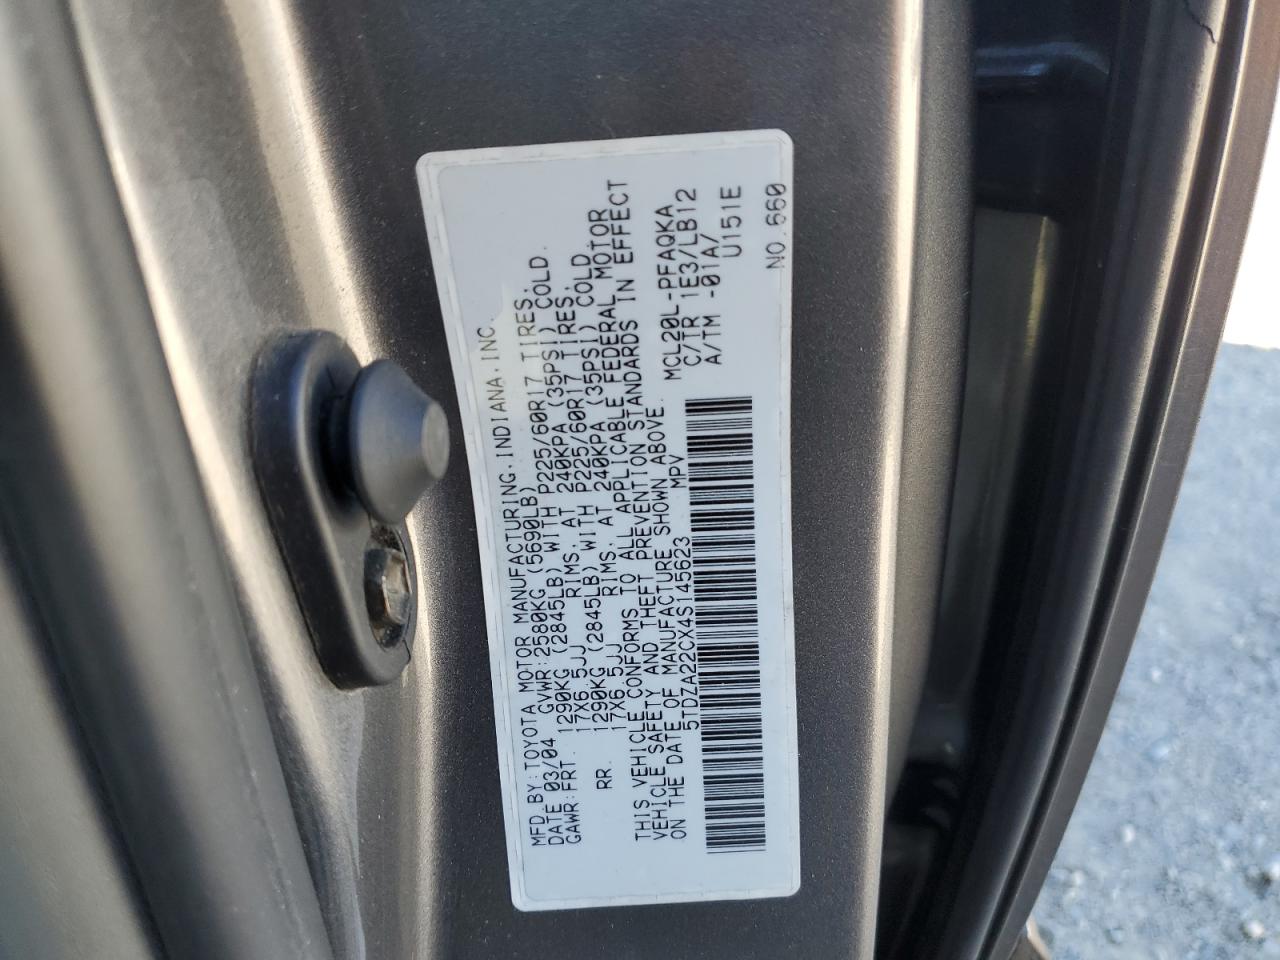 MFD.BY:TOYOTA MOTOR MANUFACTURING.INDIANA.INC.
DATE 03/04 GVWR:2580KG (5690LB)
GAWR:FRT. 1290KG (2845LB) WITH P225/60R17 TIRES.
17X6.5JJ RIMS. AT 240KPA (35PSI) COLD.
RR. 1290KG (2845LB) WITH P225/60R17 TIRES.
17X6.5JJ RIMS. AT 240KPA (35PSI) COLD.
THIS VEHICLE CONFORMS TO ALL APPLICABLE FEDERAL MOTOR
VEHICLE SAFETY AND THEFT PREVENTION STANDARDS IN EFFECT
ON THE DATE OF MANUFACTURE SHOWN ABOVE.
5TDZA22CX4S145623 MPV
MCL20L-PFAQKA
C/TR 1E3/LB12
A/TM -01A/
U151E
NO.660